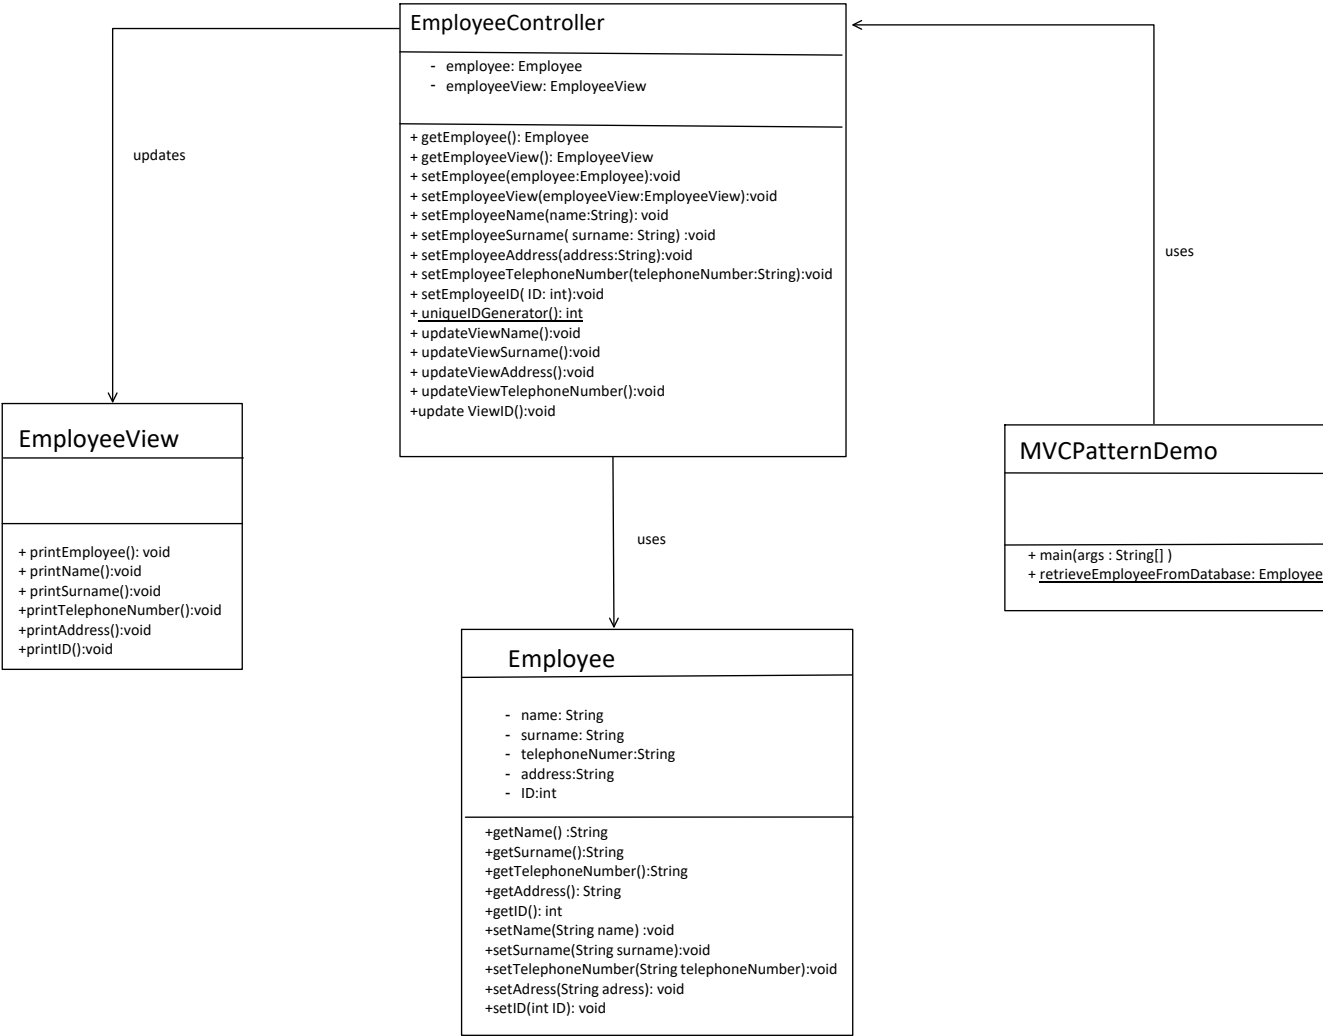 EmployeeController
- employee: Employee
- employeeView: EmployeeView
+ getEmployee(): Employee
+ getEmployeeView(): EmployeeView
+ setEmployee(employee:Employee):void
+ setEmployeeView(employeeView:EmployeeView):void
+ setEmployeeName(name:String): void
+ setEmployeeSurname( surname: String) :void
+ setEmployeeAddress(address:String):void
+ setEmployeeTelephoneNumber(telephoneNumber:String):void
+ setEmployeeID( ID: int):void
+ uniqueIDGenerator(): int
+ updateViewName():void
+ updateViewSurname():void
+ updateViewAddress():void
+ updateViewTelephoneNumber():void
+update ViewID():void
updates
uses
EmployeeView
+ printEmployee(): void
+ printName():void
+ printSurname():void
+printTelephoneNumber():void
+printAddress():void
+printID():void
uses
MVCPatternDemo
+ main(args : String[] )
+ retrieveEmployeeFromDatabase: Employee
Employee
- name: String
- surname: String
- telephoneNumer:String
- address:String
- ID:int
+getName() :String
+getSurname():String
+getTelephoneNumber():String
+getAddress(): String
+getID(): int
+setName(String name) :void
+setSurname(String surname):void
+setTelephoneNumber(String telephoneNumber):void
+setAdress(String adress): void
+setID(int ID): void